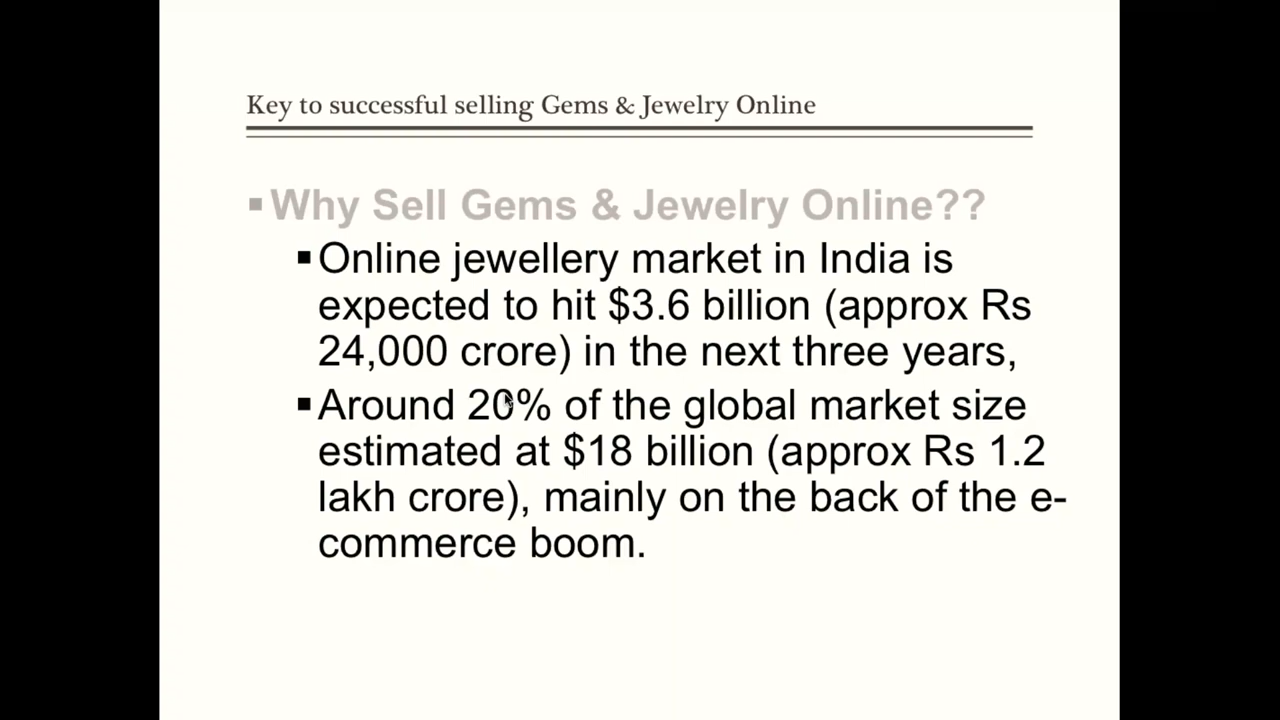 Key to successful selling Gems & Jewelry Online
▪Why Sell Gems & Jewelry Online??
▪Online jewellery market in India is
expected to hit $3.6 billion (approx Rs
24,000 crore) in the next three years,
▪Around 20% of the global market size
estimated at $18 billion (approx Rs 1.2
lakh crore), mainly on the back of the e-
commerce boom.